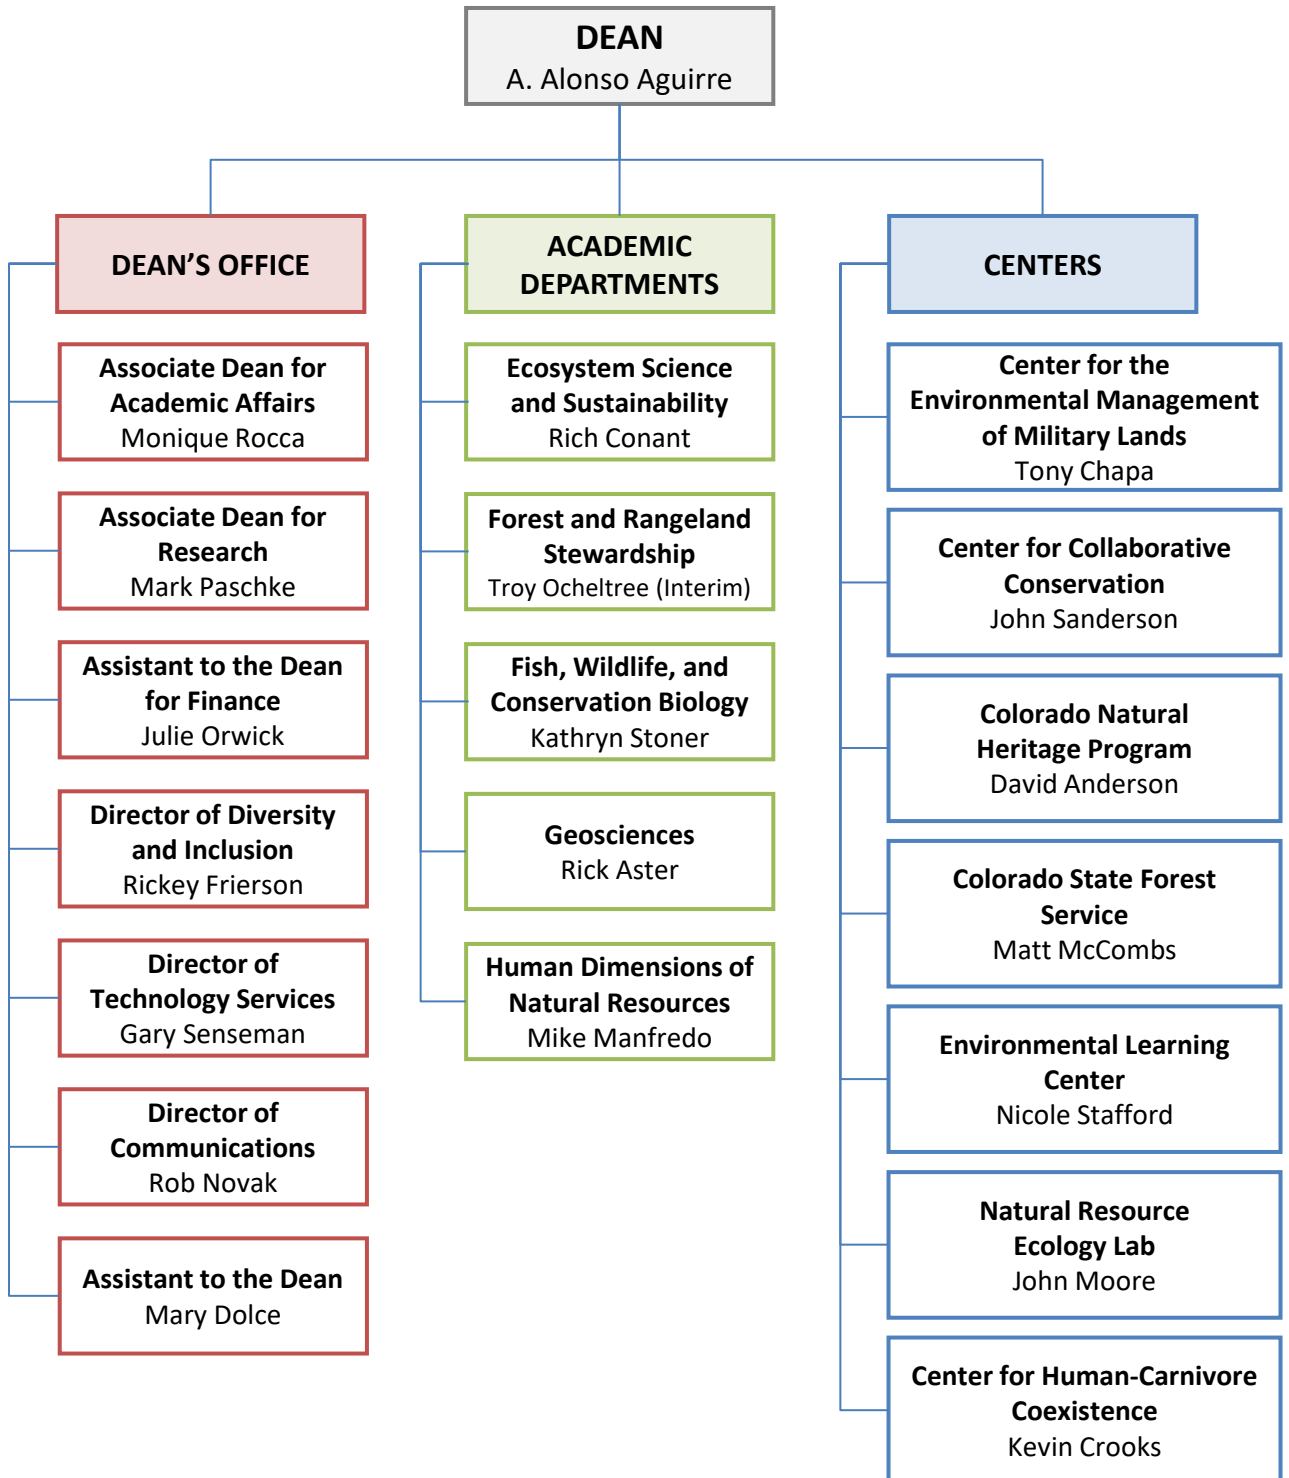 DEAN
A. Alonso Aguirre
DEAN’S OFFICE
Associate Dean for
Academic Affairs
Monique Rocca
Associate Dean for
Research
Mark Paschke
Assistant to the Dean
for Finance
Julie Orwick
Director of Diversity
and Inclusion
Rickey Frierson
Director of
Technology Services
Gary Senseman
Director of
Communications
Rob Novak
Assistant to the Dean
Mary Dolce
ACADEMIC
DEPARTMENTS
Ecosystem Science
and Sustainability
Rich Conant
Forest and Rangeland
Stewardship
Troy Ocheltree (Interim)
Fish, Wildlife, and
Conservation Biology
Kathryn Stoner
Geosciences
Rick Aster
Human Dimensions of
Natural Resources
Mike Manfredo
CENTERS
Center for the
Environmental Management
of Military Lands
Tony Chapa
Center for Collaborative
Conservation
John Sanderson
Colorado Natural
Heritage Program
David Anderson
Colorado State Forest
Service
Matt McCombs
Environmental Learning
Center
Nicole Stafford
Natural Resource
Ecology Lab
John Moore
Center for Human-Carnivore
Coexistence
Kevin Crooks